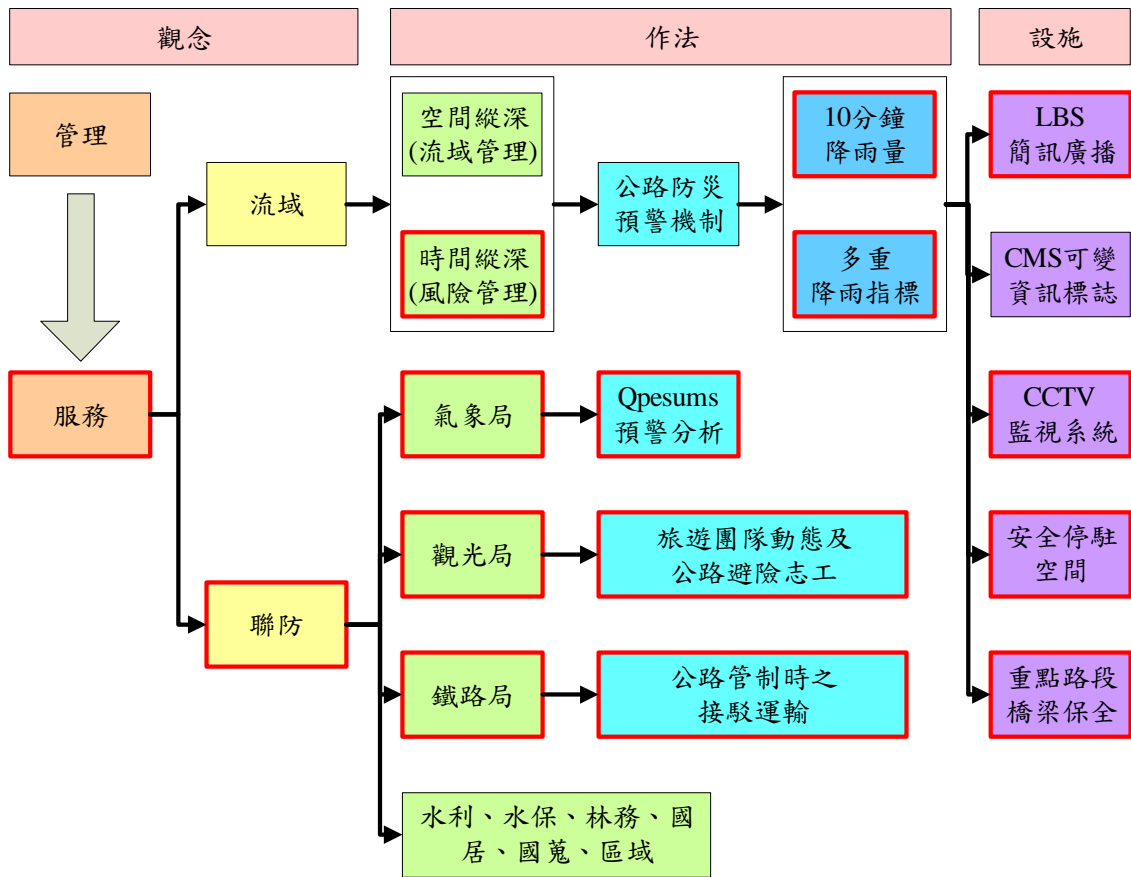 觀念
作法
設施
管理
服務
流域
聯防
空間縱深
(流域管理)
時間縱深
(風險管理)
公路防災
預警機制
10分鐘
降雨量
多重
降雨指標
氣象局
Qpesums
預警分析
觀光局
旅遊團隊動態及
公路避險志工
鐵路局
公路管制時之
接駁運輸
水利、水保、林務、國
居、國蒐、區域
LBS
簡訊廣播
CMS可變
資訊標誌
CCTV
監視系統
安全停駐
空間
重點路段
橋梁保全